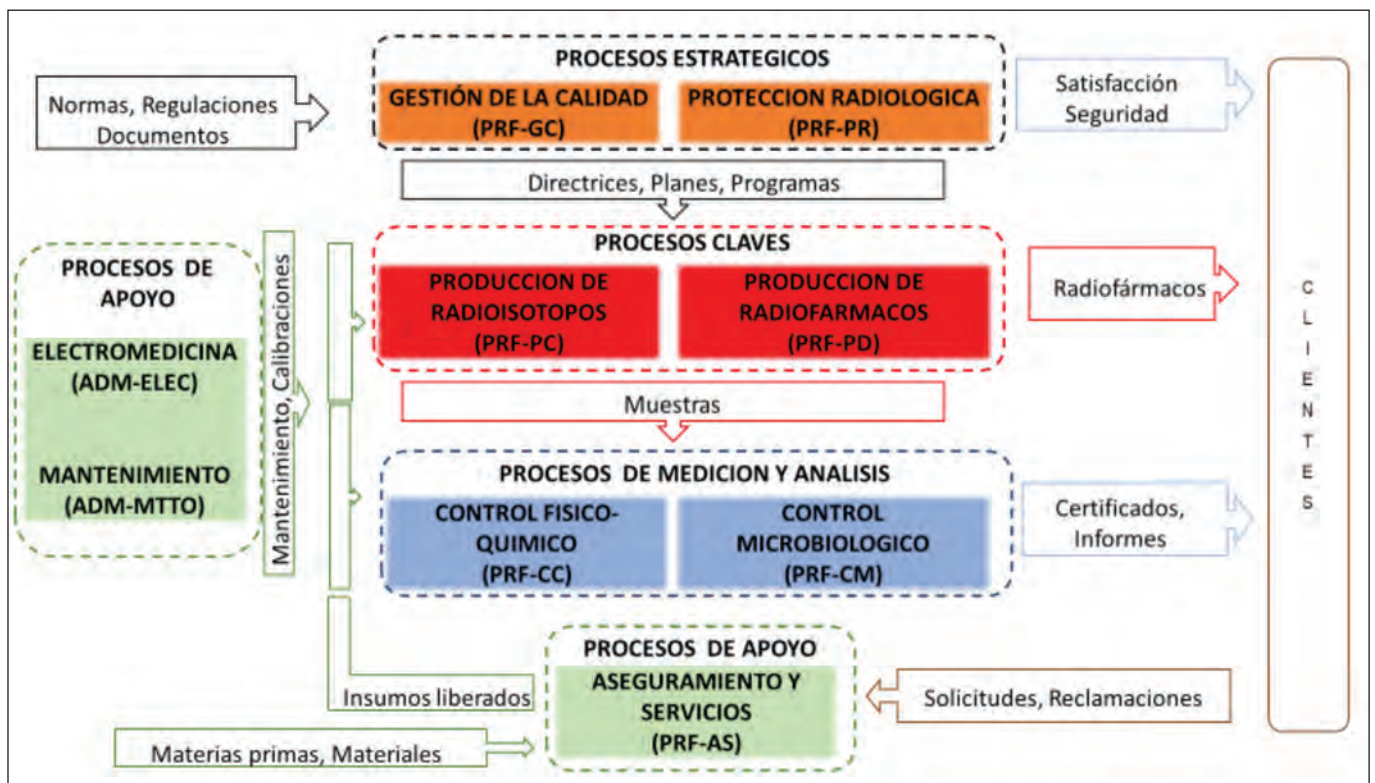 PROCESOS ESTRATEGICOS
Normas, Regulaciones
Documentos
GESTIÓN DE LA CALIDAD
(PRF-GC)
PROTECCION RADIOLOGICA
(PRF-PR)
Satisfacción
Seguridad
Directrices, Planes, Programas
PROCESOS DE
APOYO
ELECTROMEDICINA
(ADM-ELEC)
MANTENIMIENTO
(ADM-MTTO)
Mantenimiento, Calibraciones
PROCESOS CLAVES
PRODUCCION DE
RADIOISOTOPOS
(PRF-PC)
PRODUCCION DE
RADIOFARMACOS
(PRF-PD)
Radiofármacos
Muestras
PROCESOS DE MEDICION Y ANALISIS
CONTROL FISICO-
QUIMICO
(PRF-CC)
CONTROL
MICROBIOLOGICO
(PRF-CM)
Certificados,
Informes
PROCESOS DE APOYO
ASEGURAMIENTO Y
SERVICIOS
(PRF-AS)
Insumos liberados
Solicitudes, Reclamaciones
Materias primas, Materiales
CLIENTES